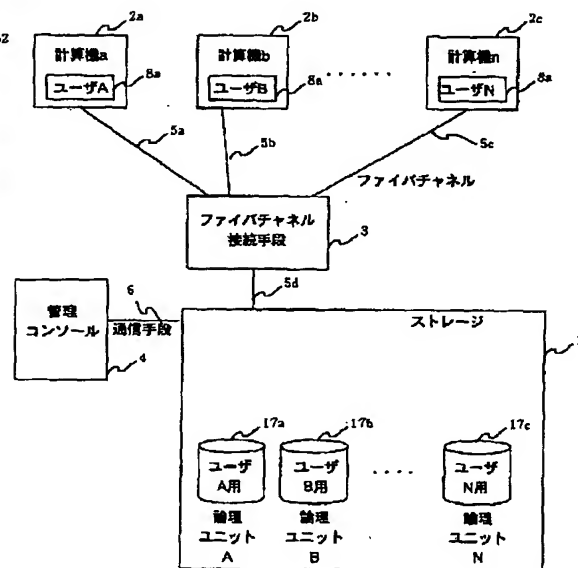 2a
2b
2c
計算機a
計算機b
計算機n
ユーザA
8a
ユーザB
8a
ユーザN
8a
5a
5b
5c
ファイバチャネル
ファイバチャネル
接続手段
3
5d
6
管理
コンソール
通信手段
4
ストレージ
17a
17b
17c
ユーザ
A用
ユーザ
B用
ユーザ
N用
論理
ユニット
A
論理
ユニット
B
論理
ユニット
N